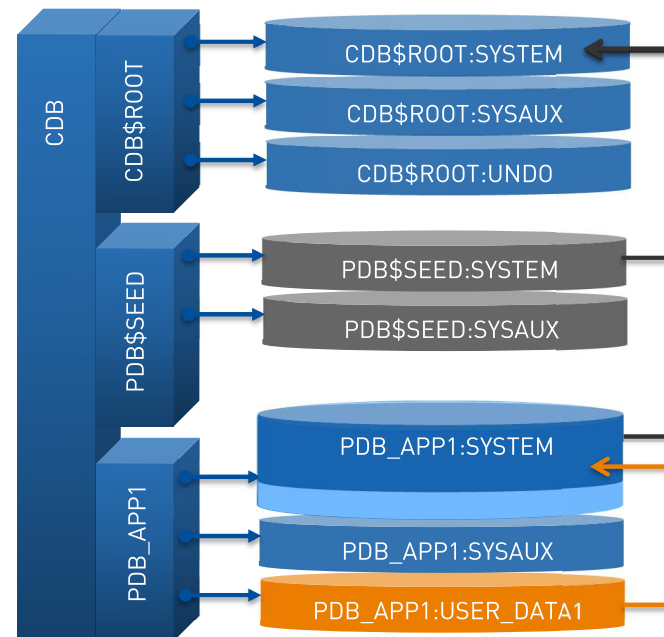 CDB
CDB$ROOT
CDB$ROOT:SYSTEM
CDB$ROOT:SYSAUX
CDB$ROOT:UNDO
PDB$SEED
PDB$SEED:SYSTEM
PDB$SEED:SYSAUX
PDB_APP1
PDB_APP1:SYSTEM
PDB_APP1:SYSAUX
PDB_APP1:USER_DATA1